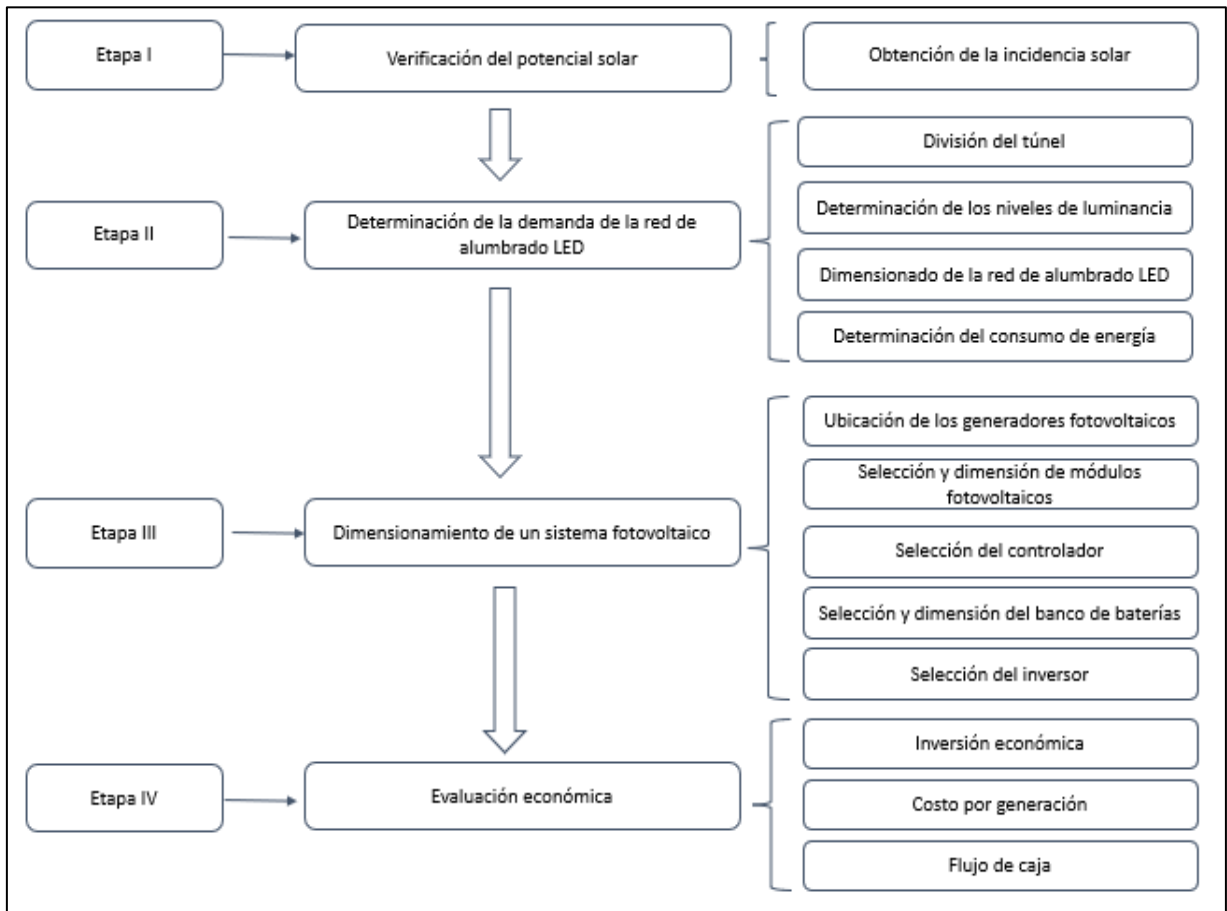 Etapa I
Verificación del potencial solar
Obtención de la incidencia solar
Etapa II
Determinación de la demanda de la red de
alumbrado LED
División del túnel
Determinación de los niveles de luminancia
Dimensionado de la red de alumbrado LED
Determinación del consumo de energía
Etapa III
Dimensionamiento de un sistema fotovoltaico
Ubicación de los generadores fotovoltaicos
Selección y dimensión de módulos
fotovoltaicos
Selección del controlador
Selección y dimensión del banco de baterías
Selección del inversor
Etapa IV
Evaluación económica
Inversión económica
Costo por generación
Flujo de caja